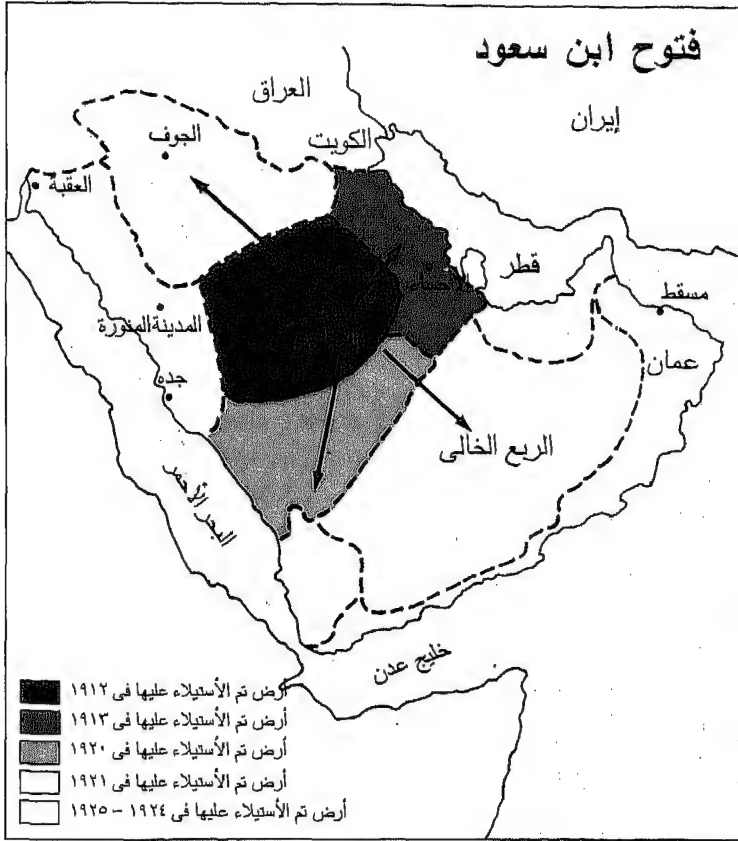 فتوح ابن سعود
العراق
إيران
الجوف
الكويت
العقبة
قطر
الأحساء
مسقط
المدينة المنورة
عمان
جده
الربع الخالى
البحر الأحمر
خليج عدن
أرض تم الأستيلاء عليها فى ١٩١٢
أرض تم الأستيلاء عليها فى ١٩١٣
أرض تم الأستيلاء عليها فى ١٩٢٠
أرض تم الأستيلاء عليها فى ١٩٢١
أرض تم الأستيلاء عليها فى ١٩٢٤ – ١٩٢٥